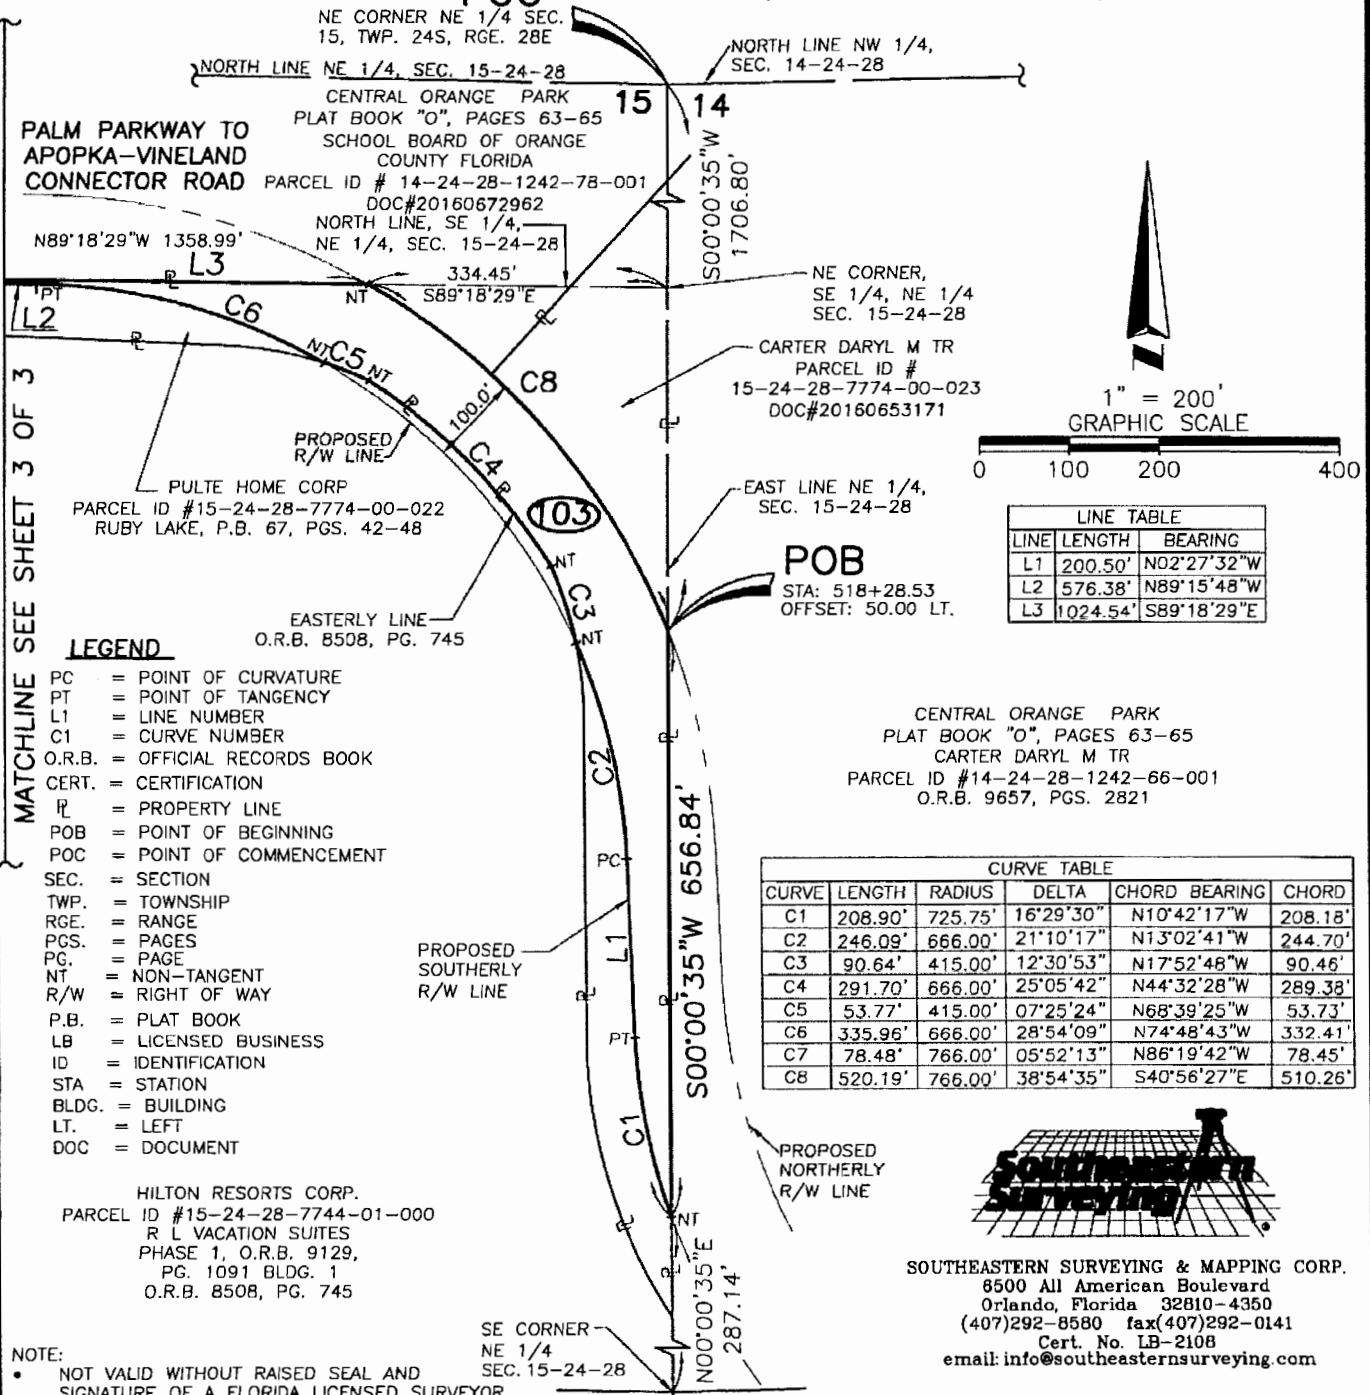 NE CORNER NE 1/4 SEC.
15, TWP. 24S, RGE. 28E
NORTH LINE NW 1/4,
SEC. 14-24-28
NORTH LINE NE 1/4, SEC. 15-24-28
15
14
CENTRAL ORANGE PARK
PLAT BOOK "O", PAGES 63-65
SCHOOL BOARD OF ORANGE
COUNTY FLORIDA
PARCEL ID # 14-24-28-1242-78-001
DOC#20160672962
PALM PARKWAY TO
APOPKA-VINELAND
CONNECTOR ROAD
S00°00'35"W
1706.80'
NORTH LINE, SE 1/4,
NE 1/4, SEC. 15-24-28
N89°18'29"W 1358.99'
L3
334.45'
S89°18'29"E
NT
PT
L2
C6
NT
C5
NT
C8
100.0'
NE CORNER,
SE 1/4, NE 1/4
SEC. 15-24-28
CARTER DARYL M TR
PARCEL ID #
15-24-28-7774-00-023
DOC#20160653171
1" = 200'
GRAPHIC SCALE
0 100 200 400
MATCHLINE SEE SHEET 3 OF 3
PROPOSED
R/W LINE
C4
103
PULTE HOME CORP
PARCEL ID #15-24-28-7774-00-022
RUBY LAKE, P.B. 67, PGS. 42-48
EAST LINE NE 1/4,
SEC. 15-24-28
LINE TABLE
LINE LENGTH BEARING
L1 200.50' N02°27'32"W
L2 576.38' N89°15'48"W
L3 1024.54' S89°18'29"E
POB
STA: 518+28.53
OFFSET: 50.00 LT.
NT
C3
NT
EASTERLY LINE
O.R.B. 8508, PG. 745
LEGEND
PC = POINT OF CURVATURE
PT = POINT OF TANGENCY
L1 = LINE NUMBER
C1 = CURVE NUMBER
O.R.B. = OFFICIAL RECORDS BOOK
CERT. = CERTIFICATION
PL = PROPERTY LINE
POB = POINT OF BEGINNING
POC = POINT OF COMMENCEMENT
SEC. = SECTION
TWP. = TOWNSHIP
RGE. = RANGE
PGS. = PAGES
PG. = PAGE
NT = NON-TANGENT
R/W = RIGHT OF WAY
P.B. = PLAT BOOK
LB = LICENSED BUSINESS
ID = IDENTIFICATION
STA = STATION
BLDG. = BUILDING
LT. = LEFT
DOC = DOCUMENT
CENTRAL ORANGE PARK
PLAT BOOK "O", PAGES 63-65
CARTER DARYL M TR
PARCEL ID #14-24-28-1242-66-001
O.R.B. 9657, PGS. 2821
C2
PC
L1
PT
C1
NT
S00°00'35"W 656.84'
PROPOSED
SOUTHERLY
R/W LINE
CURVE TABLE
CURVE LENGTH RADIUS DELTA CHORD BEARING CHORD
C1 208.90' 725.75' 16°29'30" N10°42'17"W 208.18'
C2 246.09' 666.00' 21°10'17" N13°02'41"W 244.70'
C3 90.64' 415.00' 12°30'53" N17°52'48"W 90.46'
C4 291.70' 666.00' 25°05'42" N44°32'28"W 289.38'
C5 53.77' 415.00' 07°25'24" N68°39'25"W 53.73'
C6 335.96' 666.00' 28°54'09" N74°48'43"W 332.41'
C7 78.48' 766.00' 05°52'13" N86°19'42"W 78.45'
C8 520.19' 766.00' 38°54'35" S40°56'27"E 510.26'
PROPOSED
NORTHERLY
R/W LINE
HILTON RESORTS CORP.
PARCEL ID #15-24-28-7744-01-000
R L VACATION SUITES
PHASE 1, O.R.B. 9129,
PG. 1091 BLDG. 1
O.R.B. 8508, PG. 745
N00°00'35"E
287.14'
Southeastern
Surveying
SOUTHEASTERN SURVEYING & MAPPING CORP.
6500 All American Boulevard
Orlando, Florida 32810-4350
(407)292-8580 fax(407)292-0141
Cert. No. LB-2108
email: info@southeasternsurveying.com
SE CORNER
NE 1/4
SEC. 15-24-28
NOTE:
• NOT VALID WITHOUT RAISED SEAL AND
SIGNATURE OF A FLORIDA LICENSED SURVEYOR